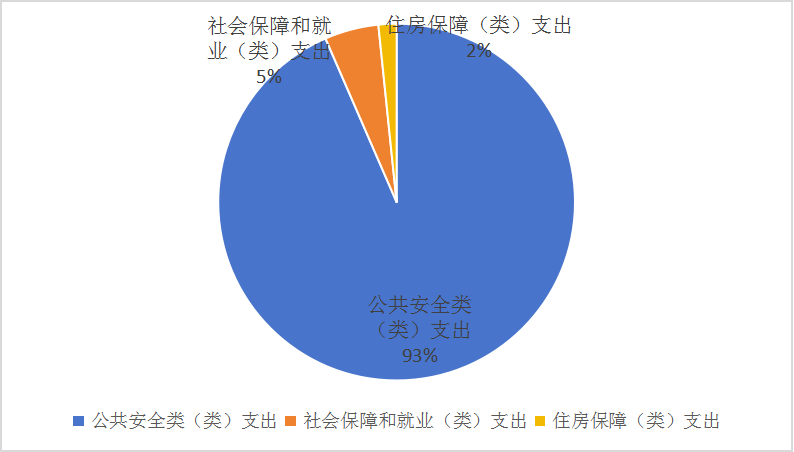 社会保障和就
业（类）支出
5%
住房保障（类）支出
2%
公共安全类
（类）支出
93%
公共安全类（类）支出 社会保障和就业（类）支出 住房保障（类）支出